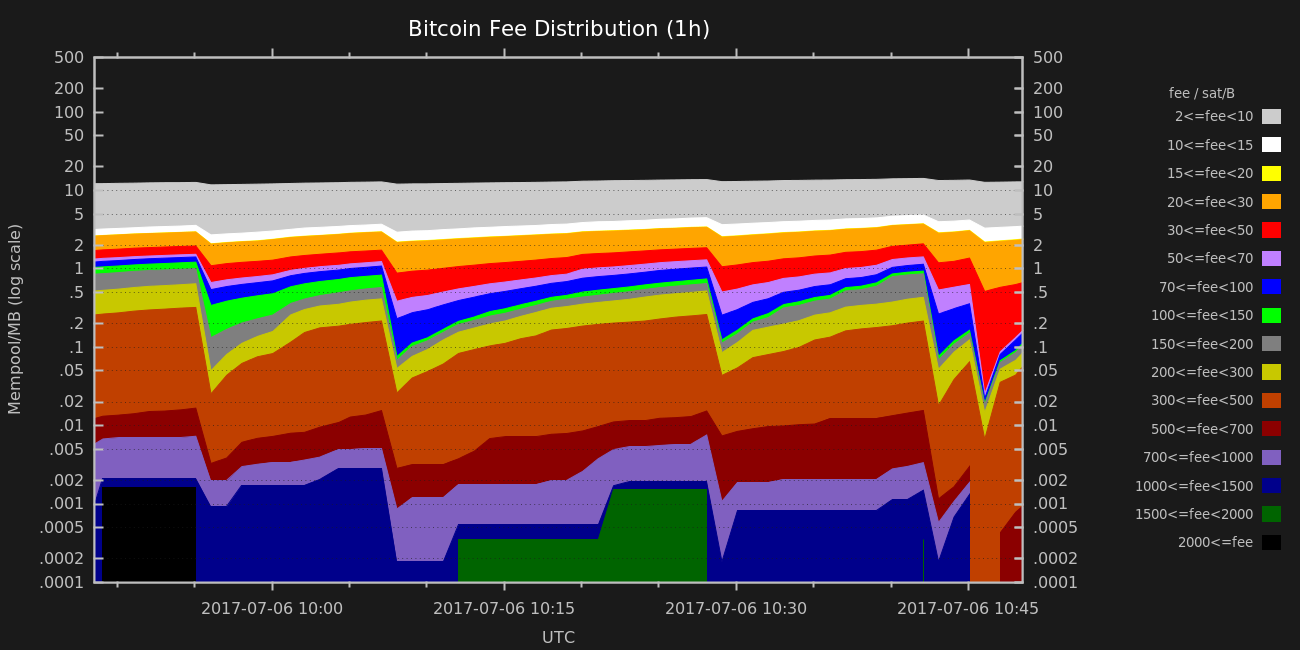 Bitcoin Fee Distribution (1h)
Mempool/MB (log scale)
500
200
100
50
20
10
5
2
1
.5
.2
.1
.05
.02
.01
.005
.002
.001
.0005
.0002
.0001
500
200
100
50
20
10
5
2
1
.5
.2
.1
.05
.02
.01
.005
.002
.001
.0005
.0002
.0001
2017-07-06 10:00
2017-07-06 10:15
2017-07-06 10:30
2017-07-06 10:45
UTC
fee / sat/B
2<=fee<10
10<=fee<15
15<=fee<20
20<=fee<30
30<=fee<50
50<=fee<70
70<=fee<100
100<=fee<150
150<=fee<200
200<=fee<300
300<=fee<500
500<=fee<700
700<=fee<1000
1000<=fee<1500
1500<=fee<2000
2000<=fee